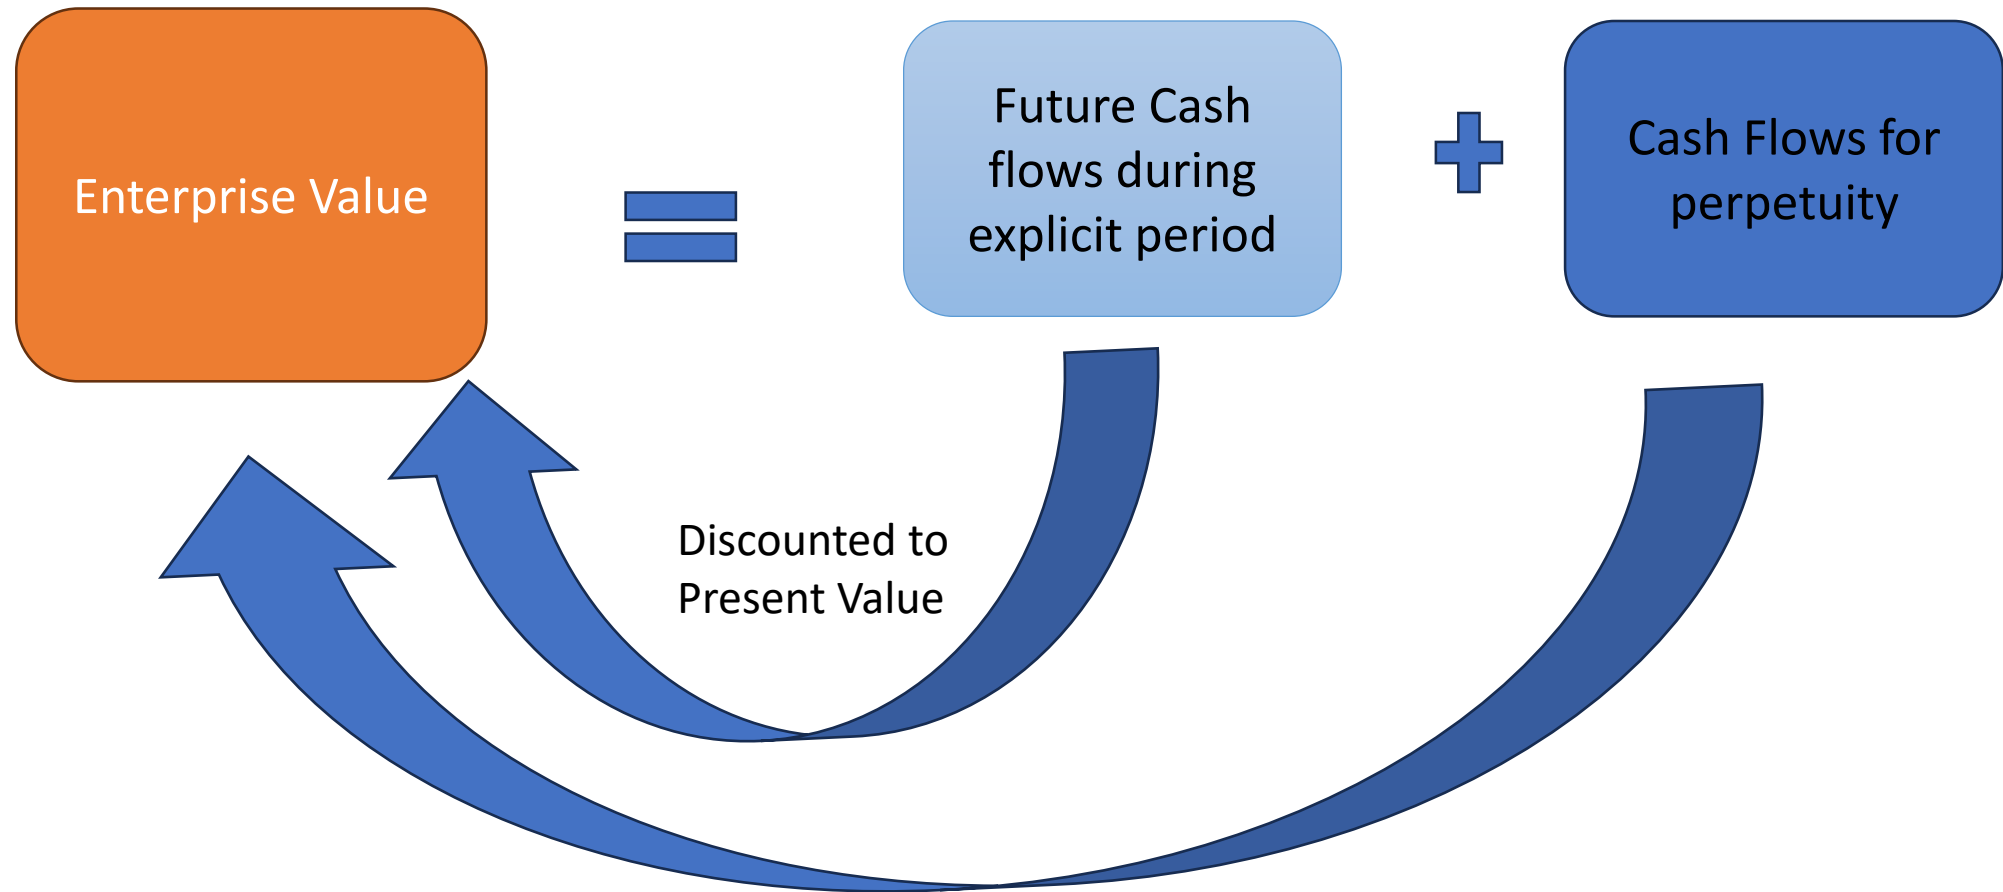 Enterprise Value
Future Cash
flows during
explicit period
Cash Flows for
perpetuity
Discounted to
Present Value